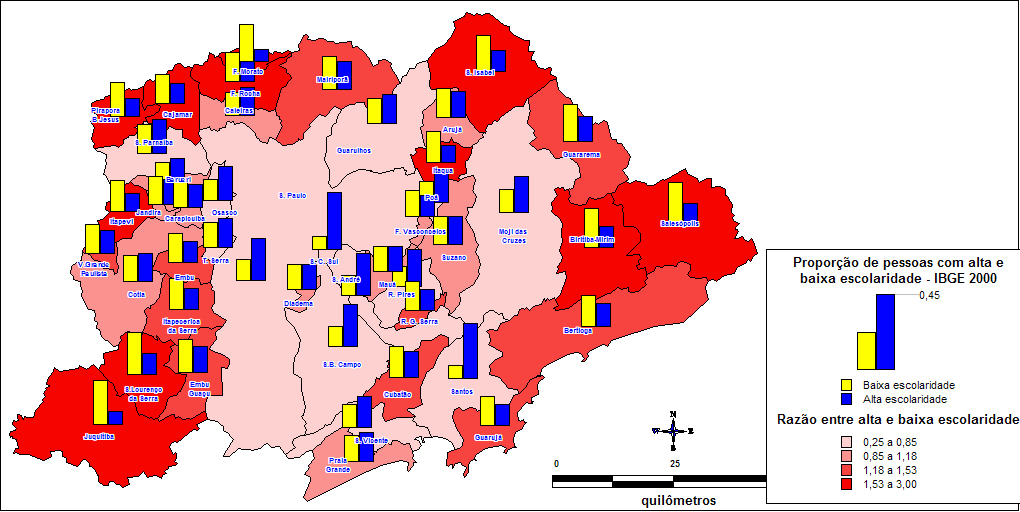 F. Morato
F. Rocha
Caieiras
Mairiporã
S. Isabel
Pirapora
B.Jesus
Cajamar
Arujá
S. Parnaíba
Guarulhos
Guararema
Itaqua
Barueri
S. Paulo
Poá
Salesópolis
Itapevi
Jandira
Carapicuíba
Osasco
F. Vasconcelos
Moji das
Cruzes
Biritiba-Mirim
V.Grande
Paulista
T. Serra
S. C. Sul
Suzano
Cotia
Embu
S. André
Mauá
R. Pires
Diadema
Itapecerica
da Serra
R. G. Serra
Bertioga
S.B. Campo
S.Lourenço
da Serra
Embu
Guaçu
Cubatão
Santos
Juquitiba
S. Vicente
Guarujá
Praia
Grande
N
W E
S
0 25
quilômetros
Proporção de pessoas com alta e
baixa escolaridade - IBGE 2000
0,45
Baixa escolaridade
Alta escolaridade
Razão entre alta e baixa escolaridade
0,25 a 0,85
0,85 a 1,18
1,18 a 1,53
1,53 a 3,00